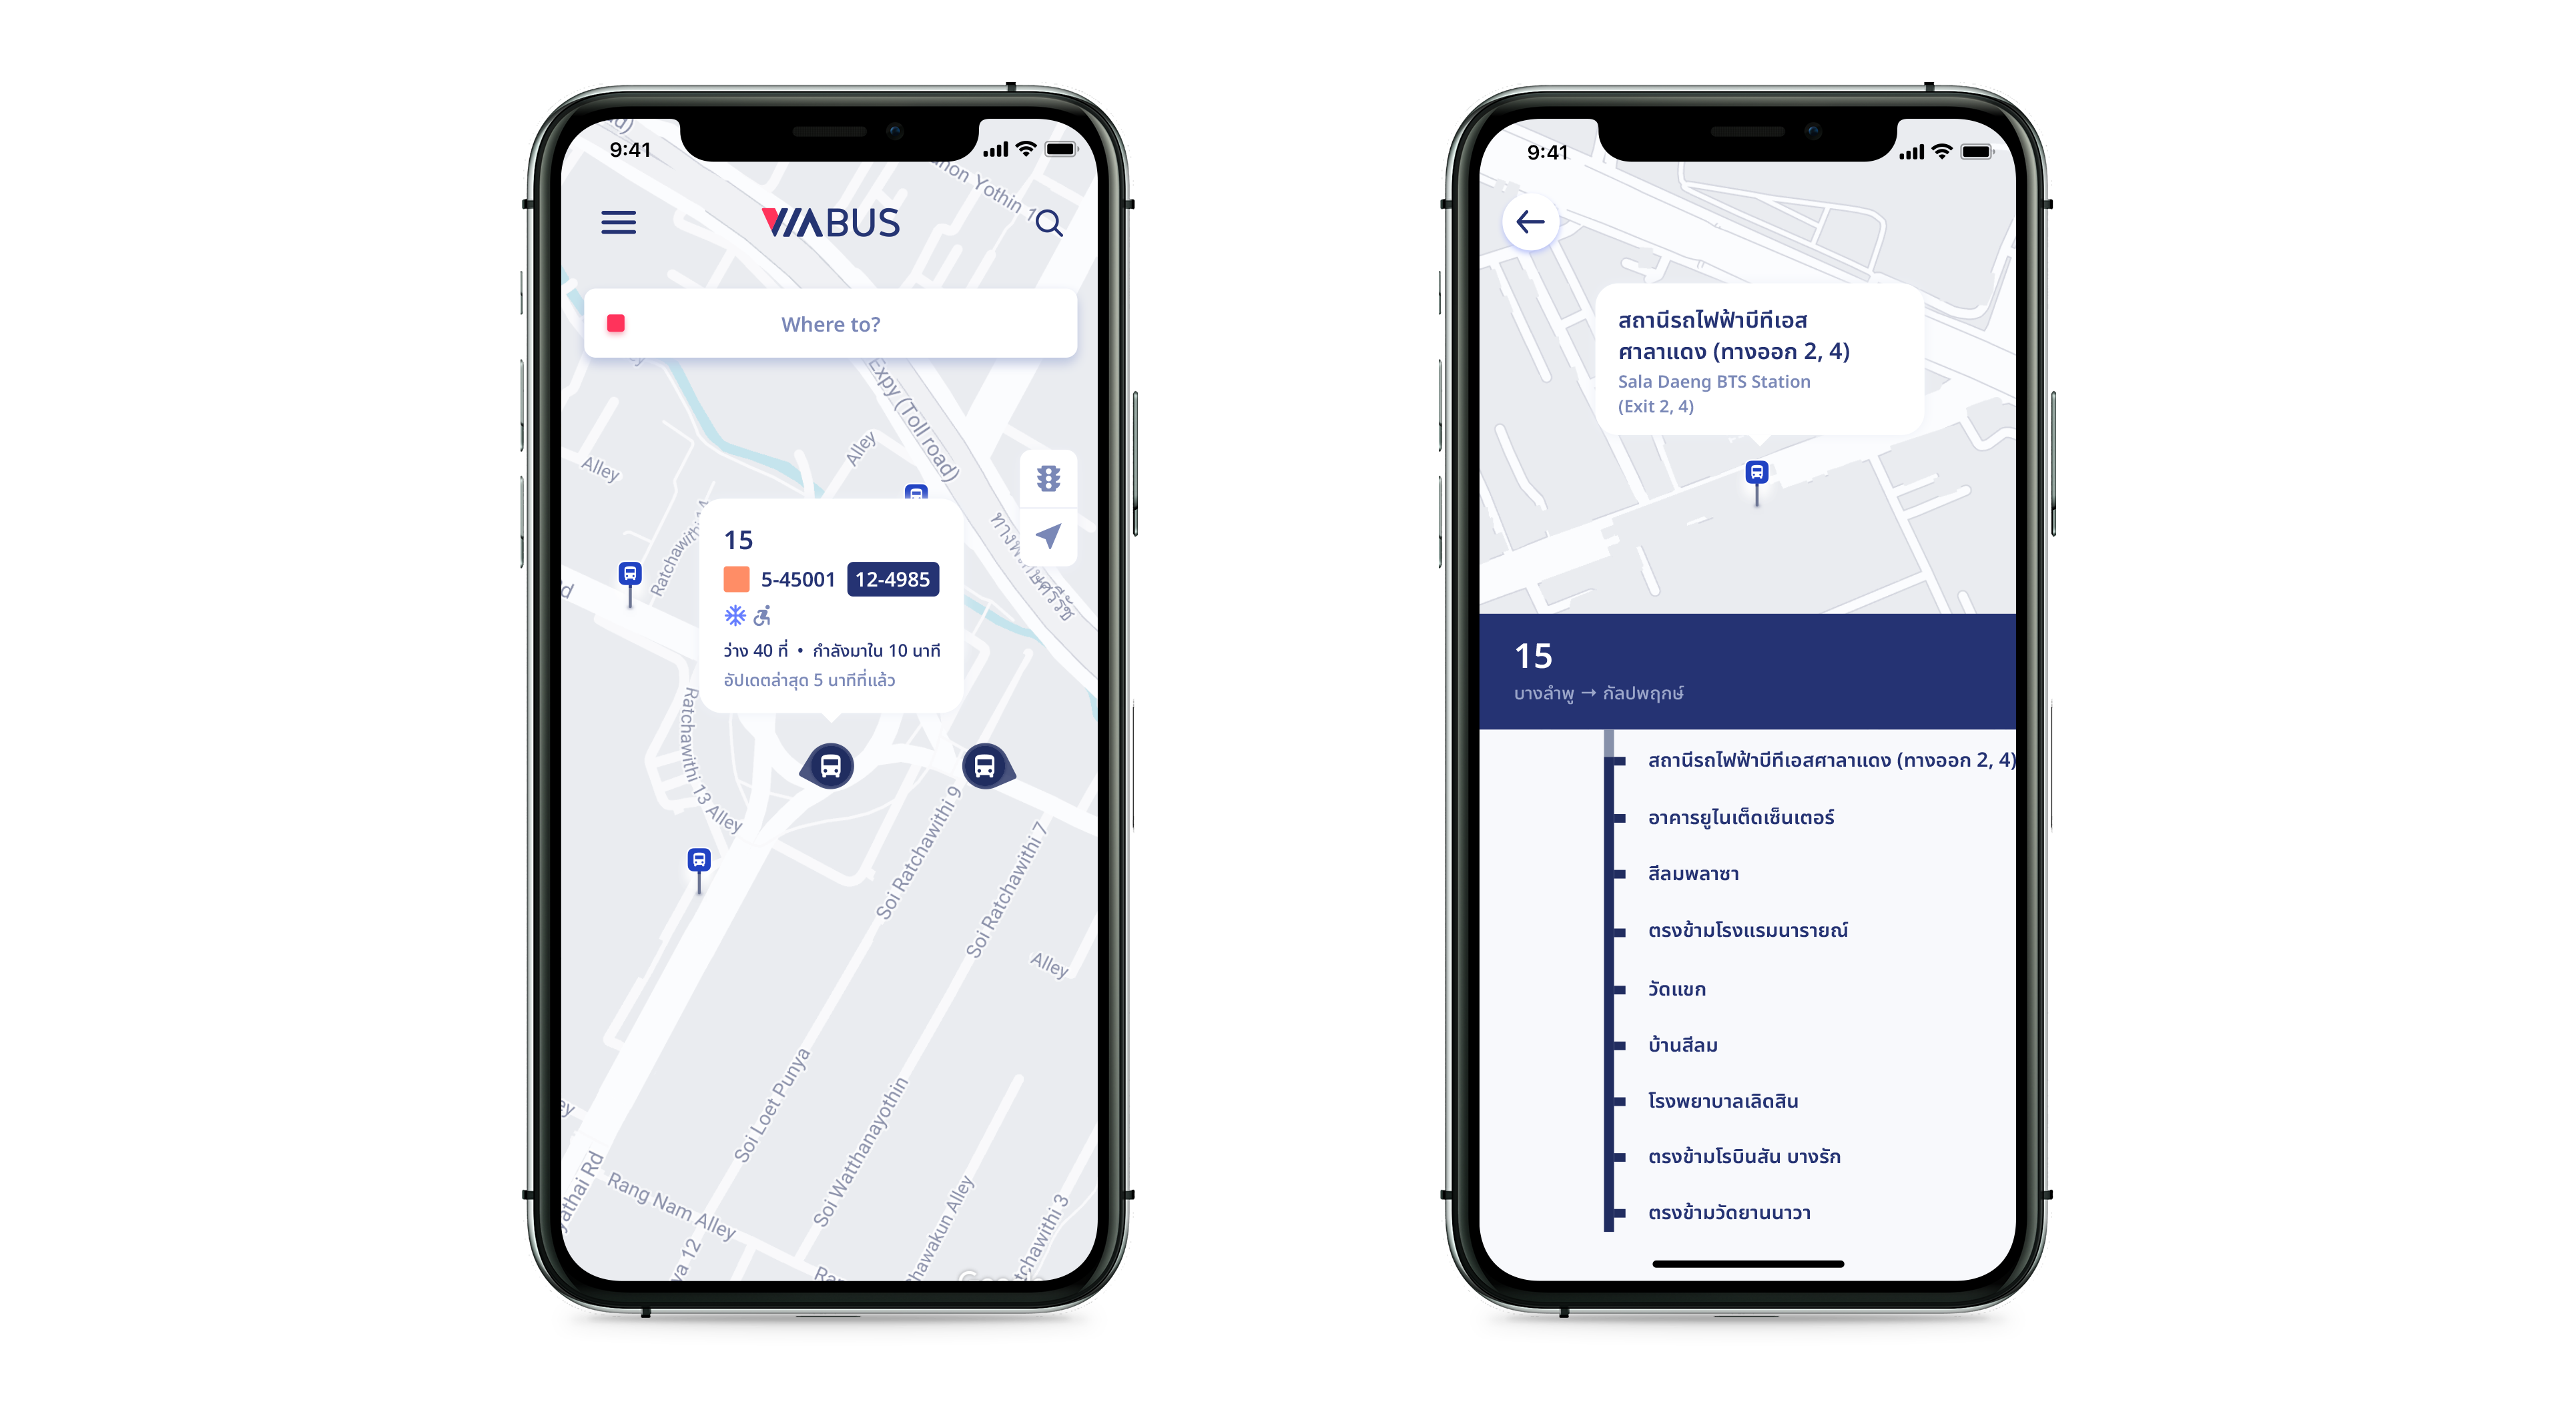 9:41
Yothin 1
VIABUS
Where to?
Expy (Toll road)
Alley
Alley
15
5-45001 12-4985
ว่าง 40 ที่ • กำลังมาใน 10 นาที
อัปเดตล่าสุด 5 นาทีที่แล้ว
Ratchawithi 13 Alley
Soi Ratchawithi 9
Soi Ratchawithi 7
Alley
Soi Loet Punya
Soi Watthanayothin
Rang Nam Alley
Rd
12
Alley
3
9:41
สถานีรถไฟฟ้าบีทีเอส
ศาลาแดง (ทางออก 2, 4)
Sala Daeng BTS Station
(Exit 2, 4)
15
บางลำพู → กัลปพฤกษ์
สถานีรถไฟฟ้าบีทีเอสศาลาแดง (ทางออก 2, 4)
อาคารยูไนเต็ดเซ็นเตอร์
สีลมพลาซา
ตรงข้ามโรงแรมนารายณ์
วัดแขก
บ้านสีลม
โรงพยาบาลเลิดสิน
ตรงข้ามโรบินสัน บางรัก
ตรงข้ามวัดยานนาวา